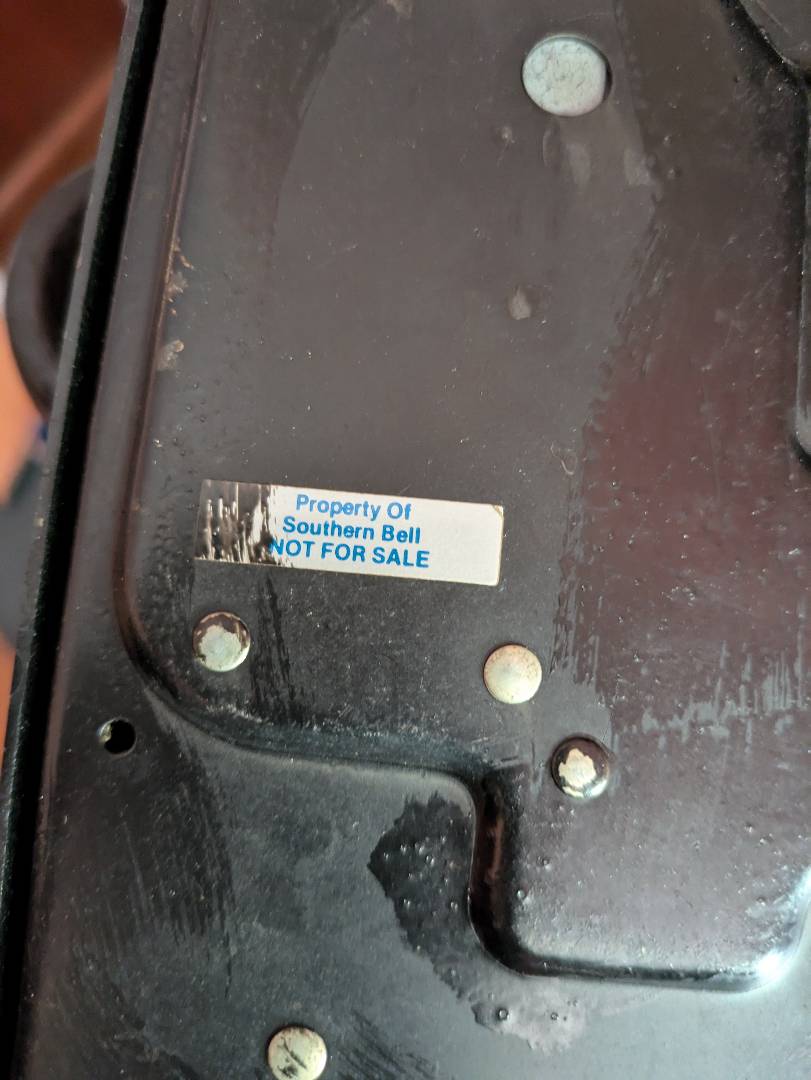 Property Of
Southern Bell
NOT FOR SALE